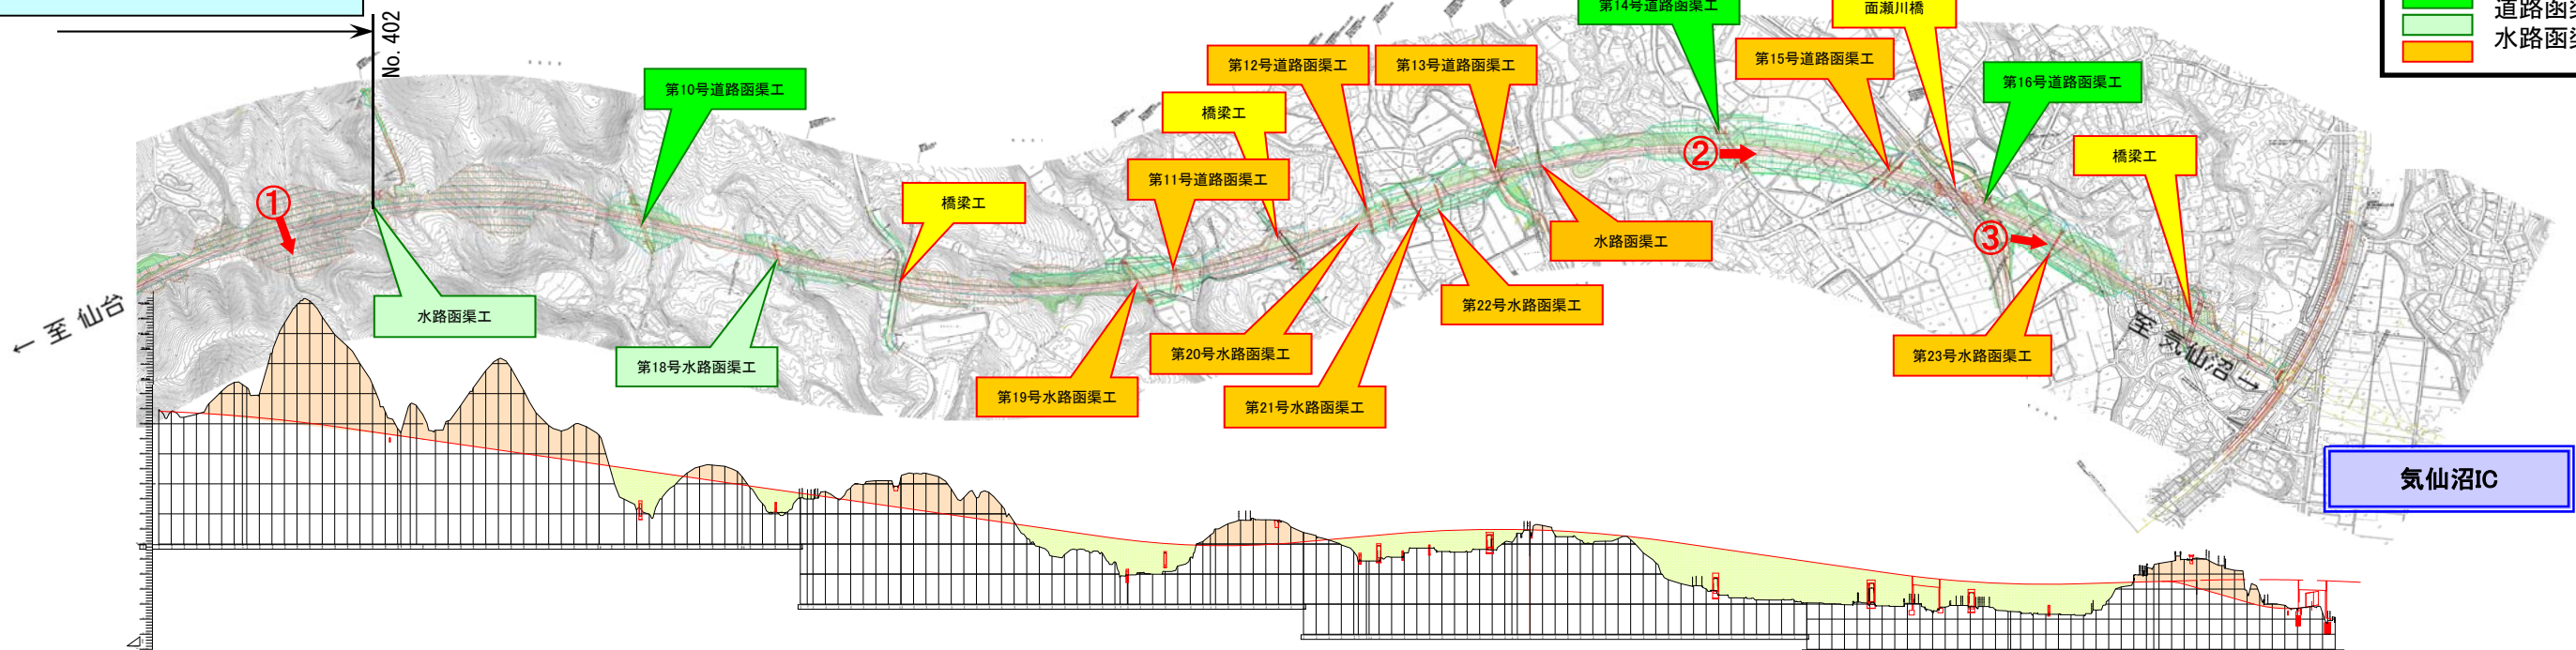 No. 402
第14号道路函渠工
面瀬川橋
道路函渠
水路函渠
第12号道路函渠工
第13号道路函渠工
第15号道路函渠工
第10号道路函渠工
第16号道路函渠工
橋梁工
橋梁工
第11号道路函渠工
橋梁工
①
②
③
水路函渠工
第22号水路函渠工
← 至 仙台
水路函渠工
第18号水路函渠工
第20号水路函渠工
第23号水路函渠工
第19号水路函渠工
第21号水路函渠工
至 気仙沼 →
気仙沼IC